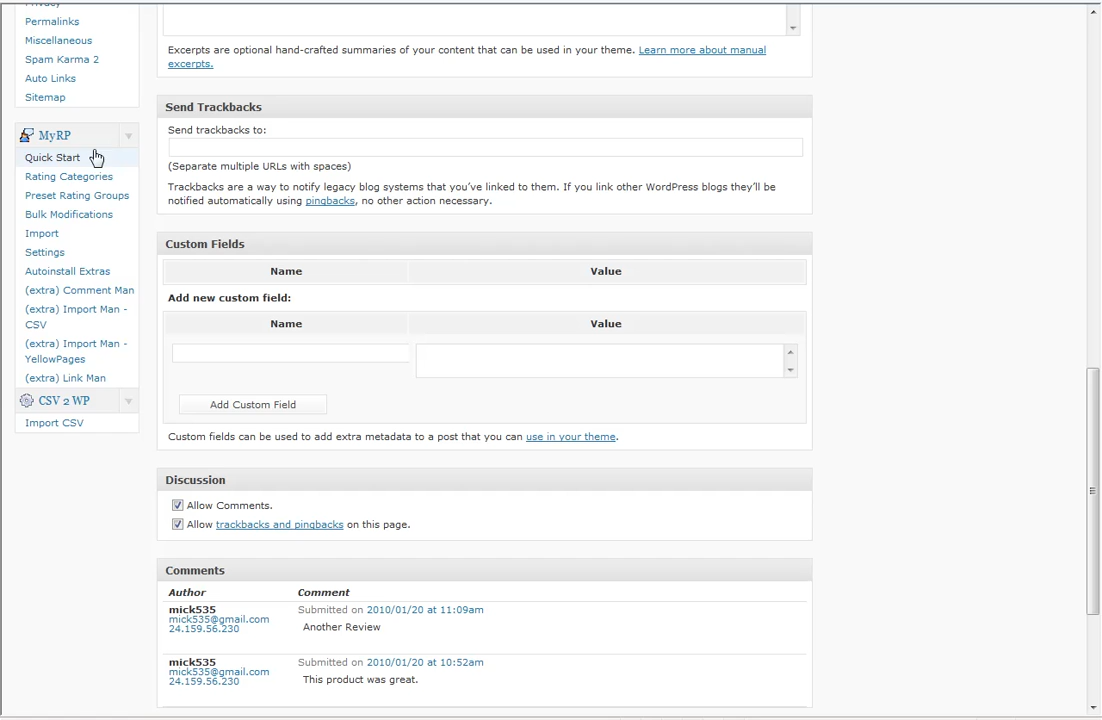 Privacy
Permalinks
Miscellaneous
Spam Karma 2
Auto Links
Sitemap
MyRP
Quick Start
Rating Categories
Preset Rating Groups
Bulk Modifications
Import
Settings
Autoinstall Extras
(extra) Comment Man
(extra) Import Man -
CSV
(extra) Import Man -
YellowPages
(extra) Link Man
CSV 2 WP
Import CSV
Excerpts are optional hand-crafted summaries of your content that can be used in your theme. Learn more about manual
excerpts.
Send Trackbacks
Send trackbacks to:
(Separate multiple URLs with spaces)
Trackbacks are a way to notify legacy blog systems that you've linked to them. If you link other WordPress blogs they'll be
notified automatically using pingbacks, no other action necessary.
Custom Fields
Name Value
Add new custom field:
Name Value
Add Custom Field
Custom fields can be used to add extra metadata to a post that you can use in your theme.
Discussion
Allow Comments.
Allow trackbacks and pingbacks on this page.
Comments
Author Comment
mick535 Submitted on 2010/01/20 at 11:09am
mick535@gmail.com Another Review
24.159.56.230
mick535 Submitted on 2010/01/20 at 10:52am
mick535@gmail.com This product was great.
24.159.56.230